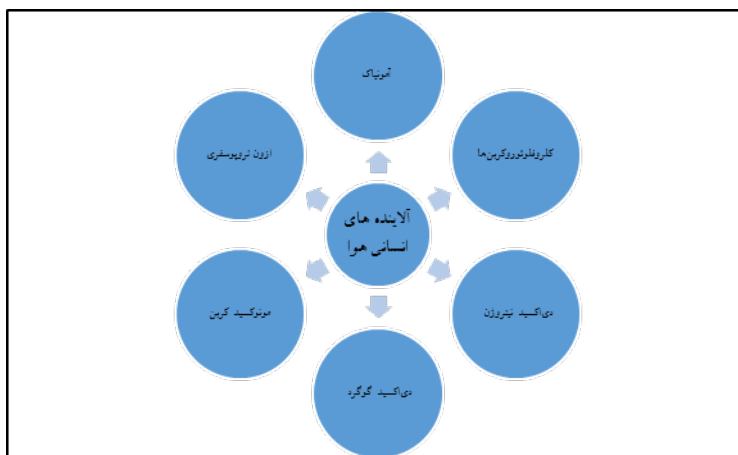 آمونیاک
کلروفلوئوروکربن‌ها
دی‌اکسید نیتروژن
دی‌اکسید گوگرد
مونوکسید کربن
ازون تروپوسفری
آلاینده های
انسانی هوا